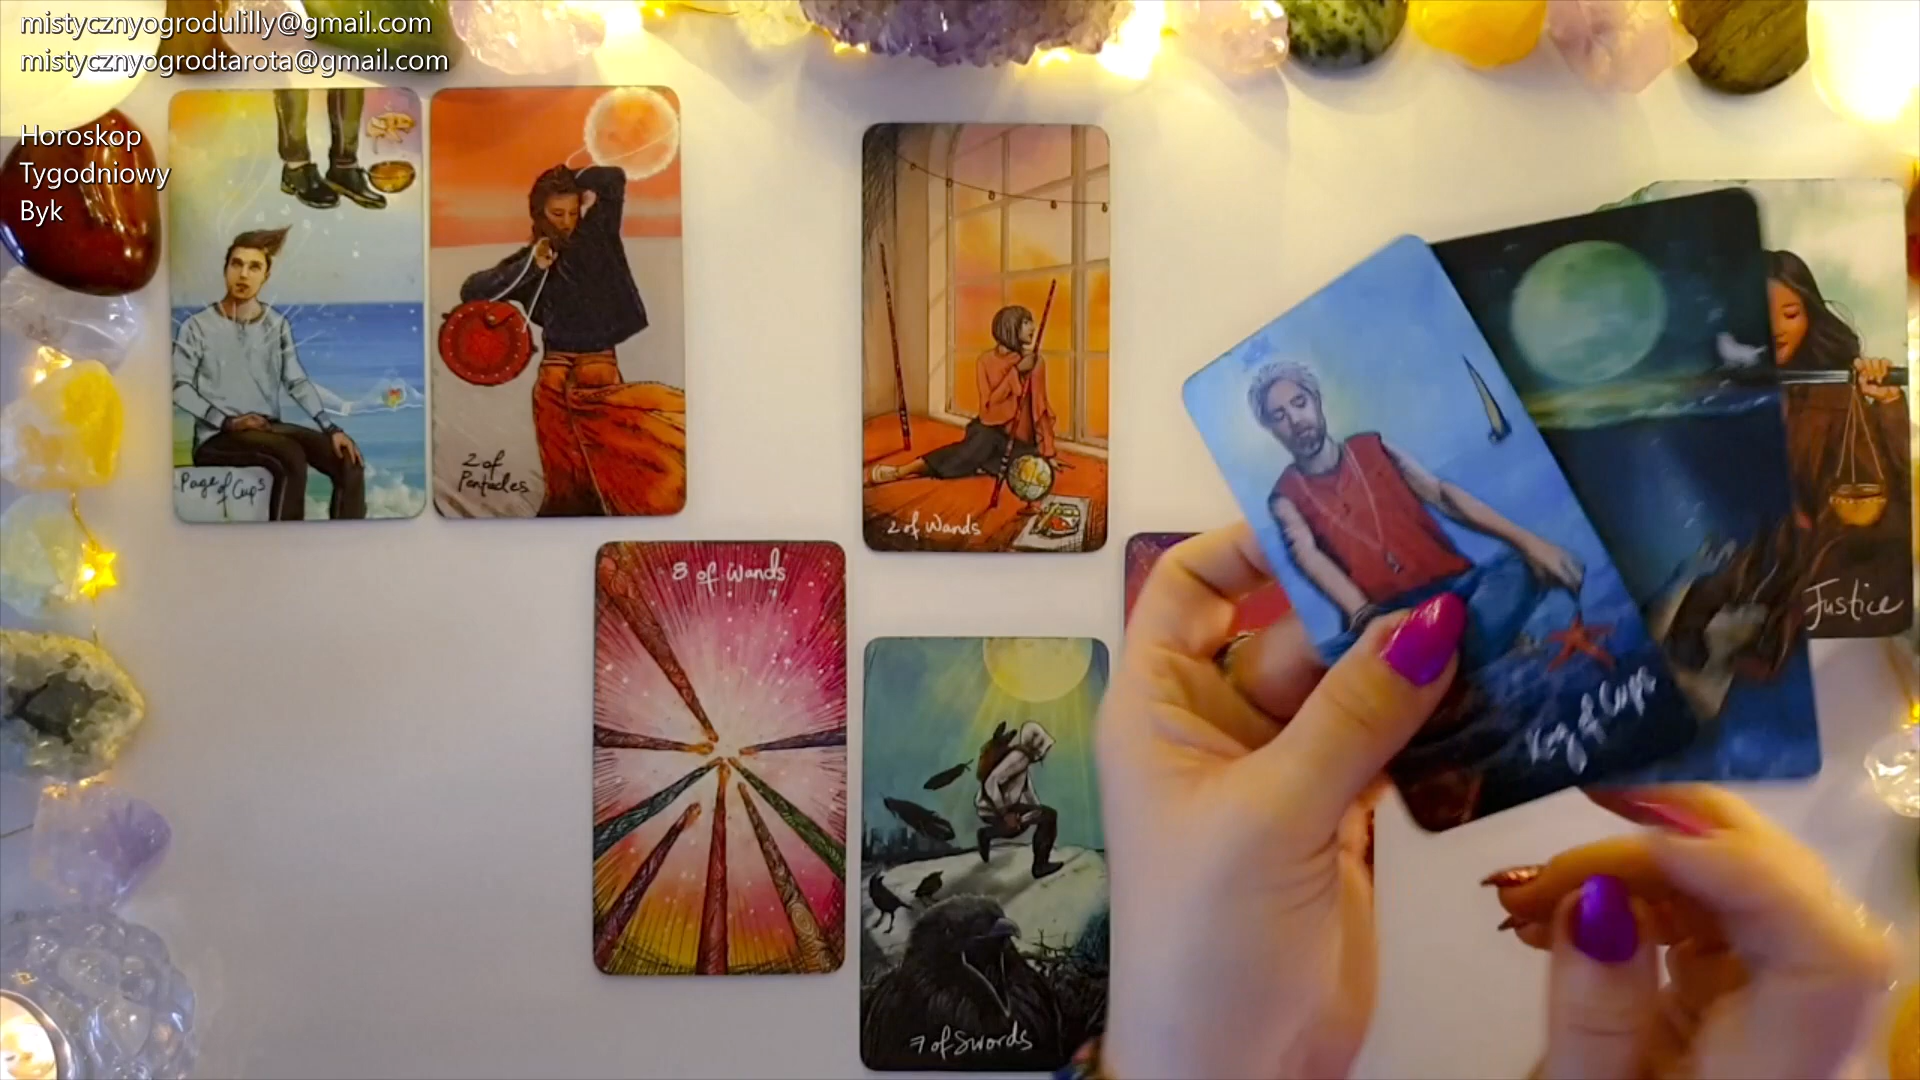 mistycznyogrodulilly@gmail.com
mistycznyogrodtarota@gmail.com
Horoskop
Tygodniowy
Byk
Page of Cups
2 of
Pentacles
2 of Wands
8 of Wands
7 of Swords
King of Cups
Justice